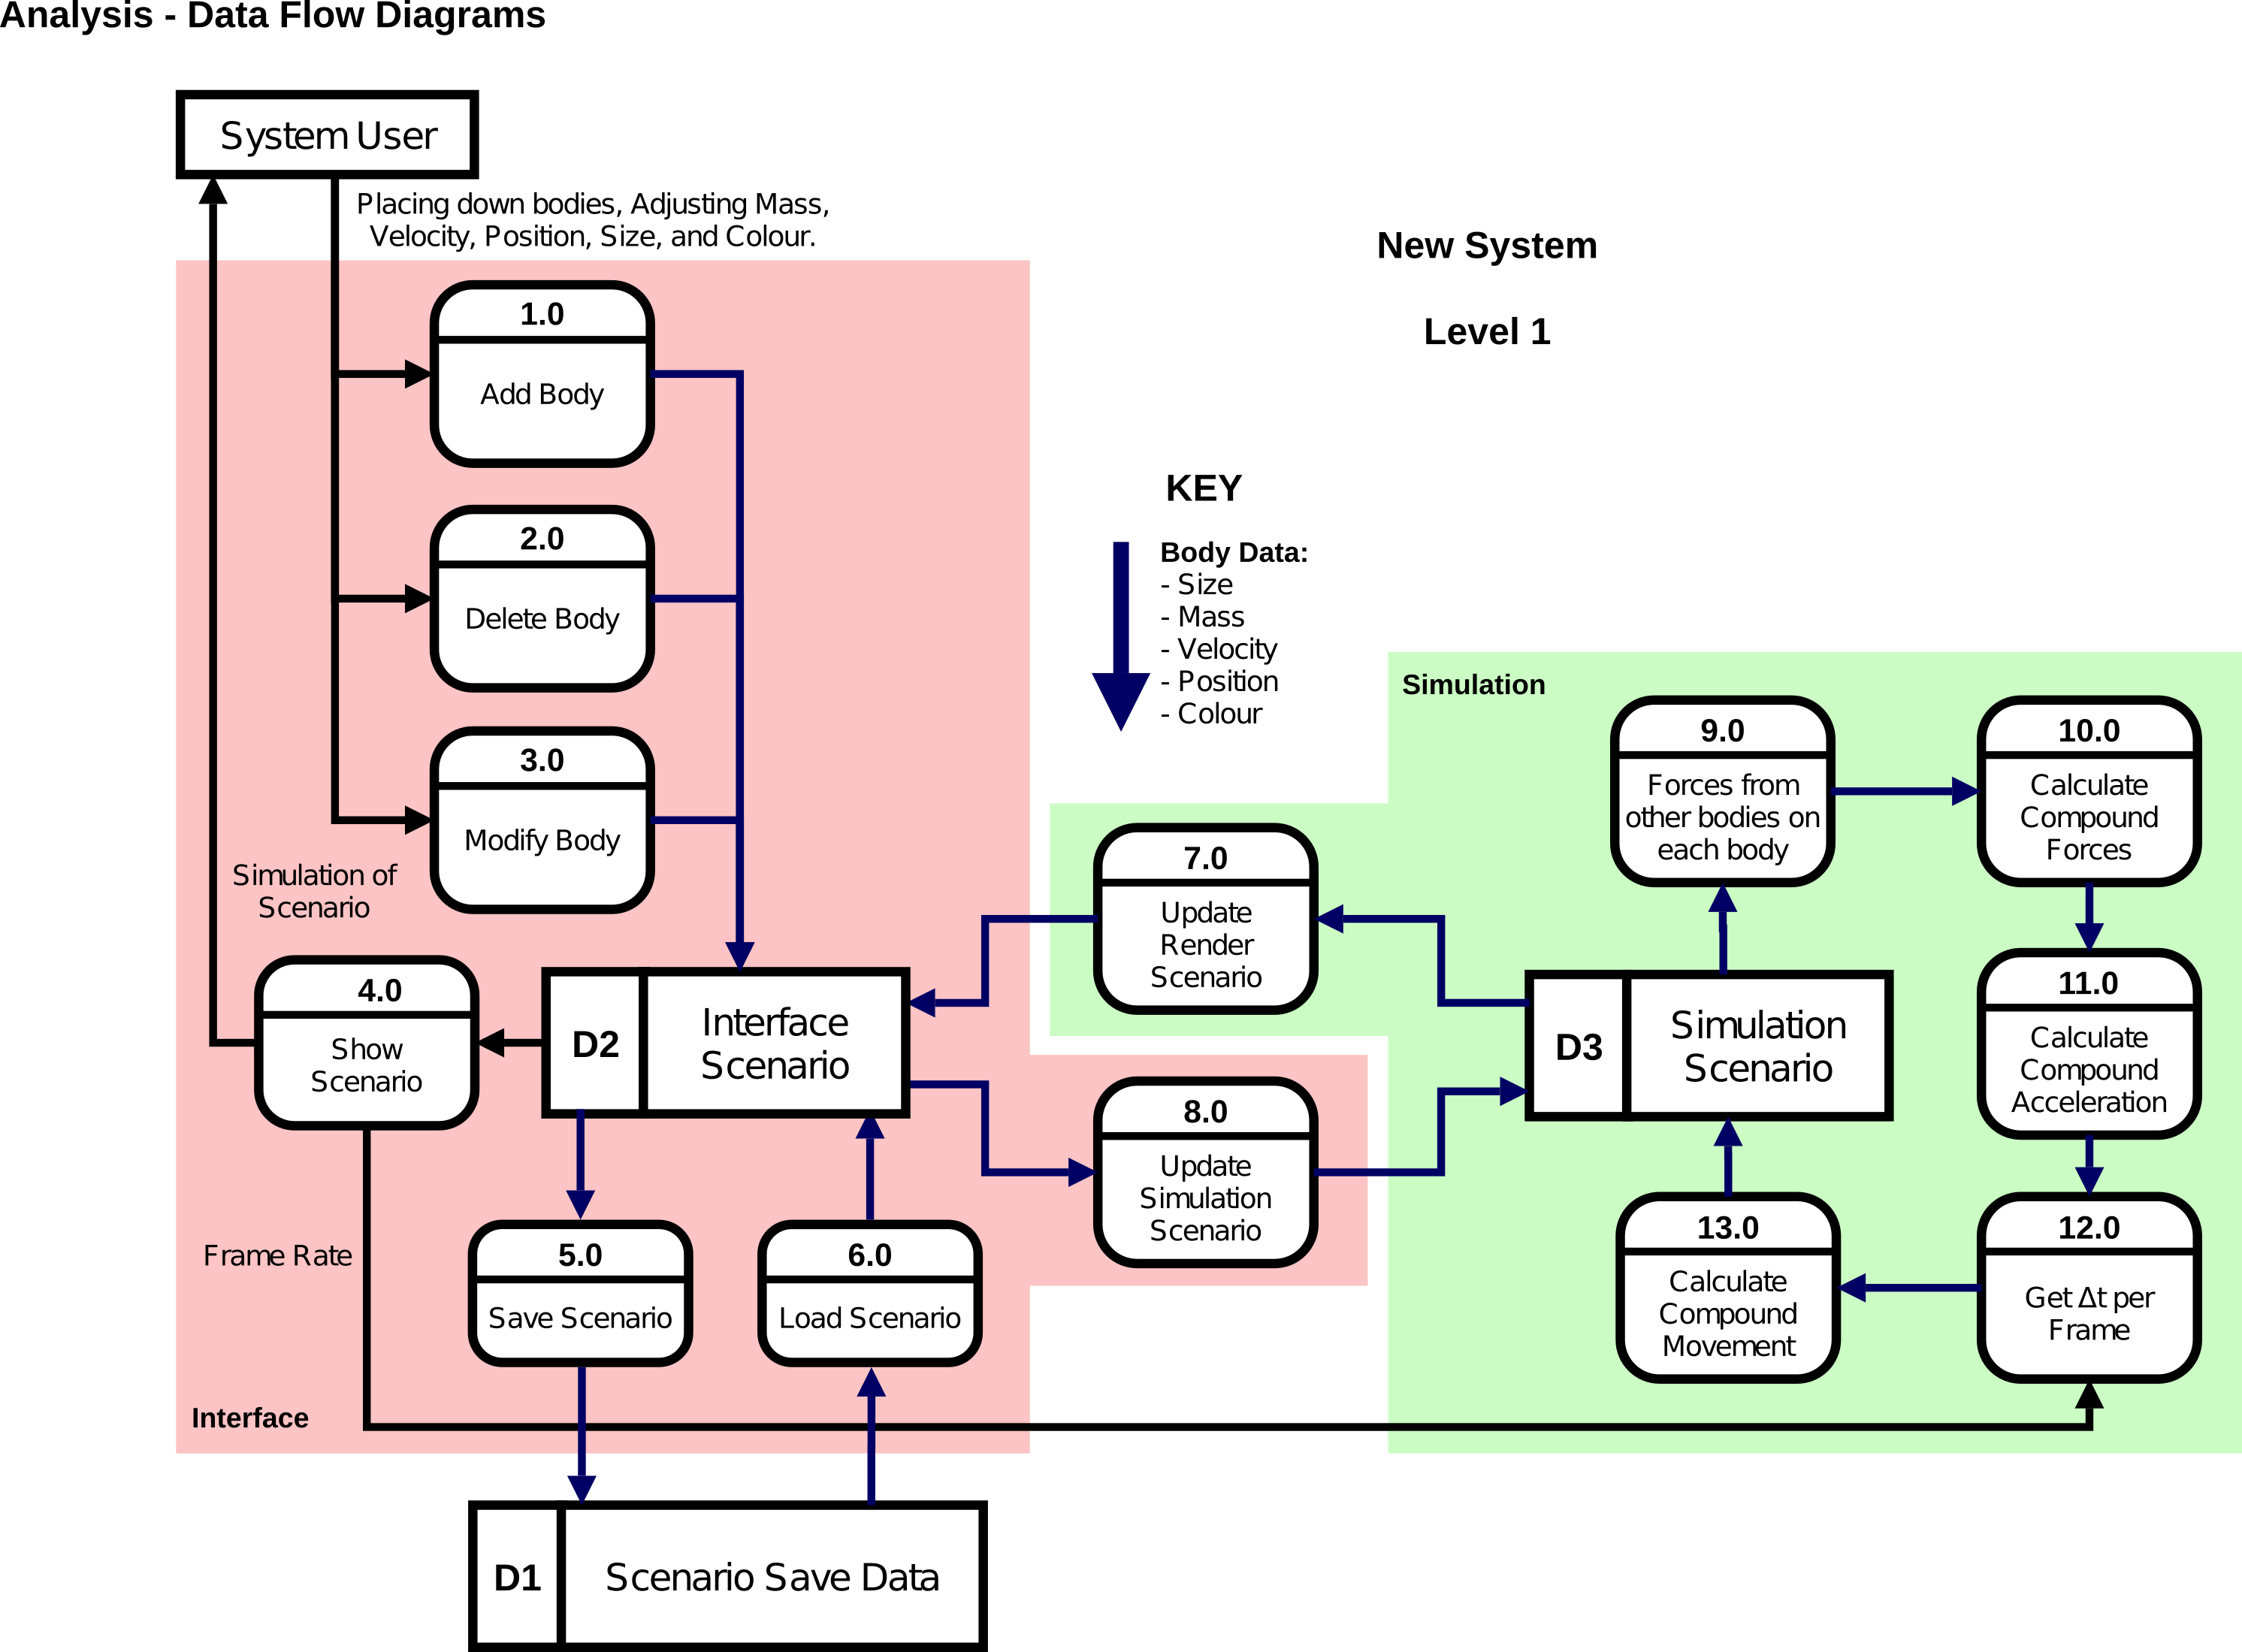 Analysis - Data Flow Diagrams
System User
Placing down bodies, Adjusting Mass,
Velocity, Position, Size, and Colour.
New System
Level 1
1.0
Add Body
2.0
Delete Body
3.0
Modify Body
KEY
Body Data:
- Size
- Mass
- Velocity
- Position
- Colour
Simulation
9.0
Forces from
other bodies on
each body
10.0
Calculate
Compound
Forces
7.0
Update
Render
Scenario
Simulation of
Scenario
4.0
Show
Scenario
D2
Interface
Scenario
D3
Simulation
Scenario
11.0
Calculate
Compound
Acceleration
8.0
Update
Simulation
Scenario
Frame Rate
5.0
Save Scenario
6.0
Load Scenario
13.0
Calculate
Compound
Movement
12.0
Get Δt per
Frame
Interface
D1
Scenario Save Data